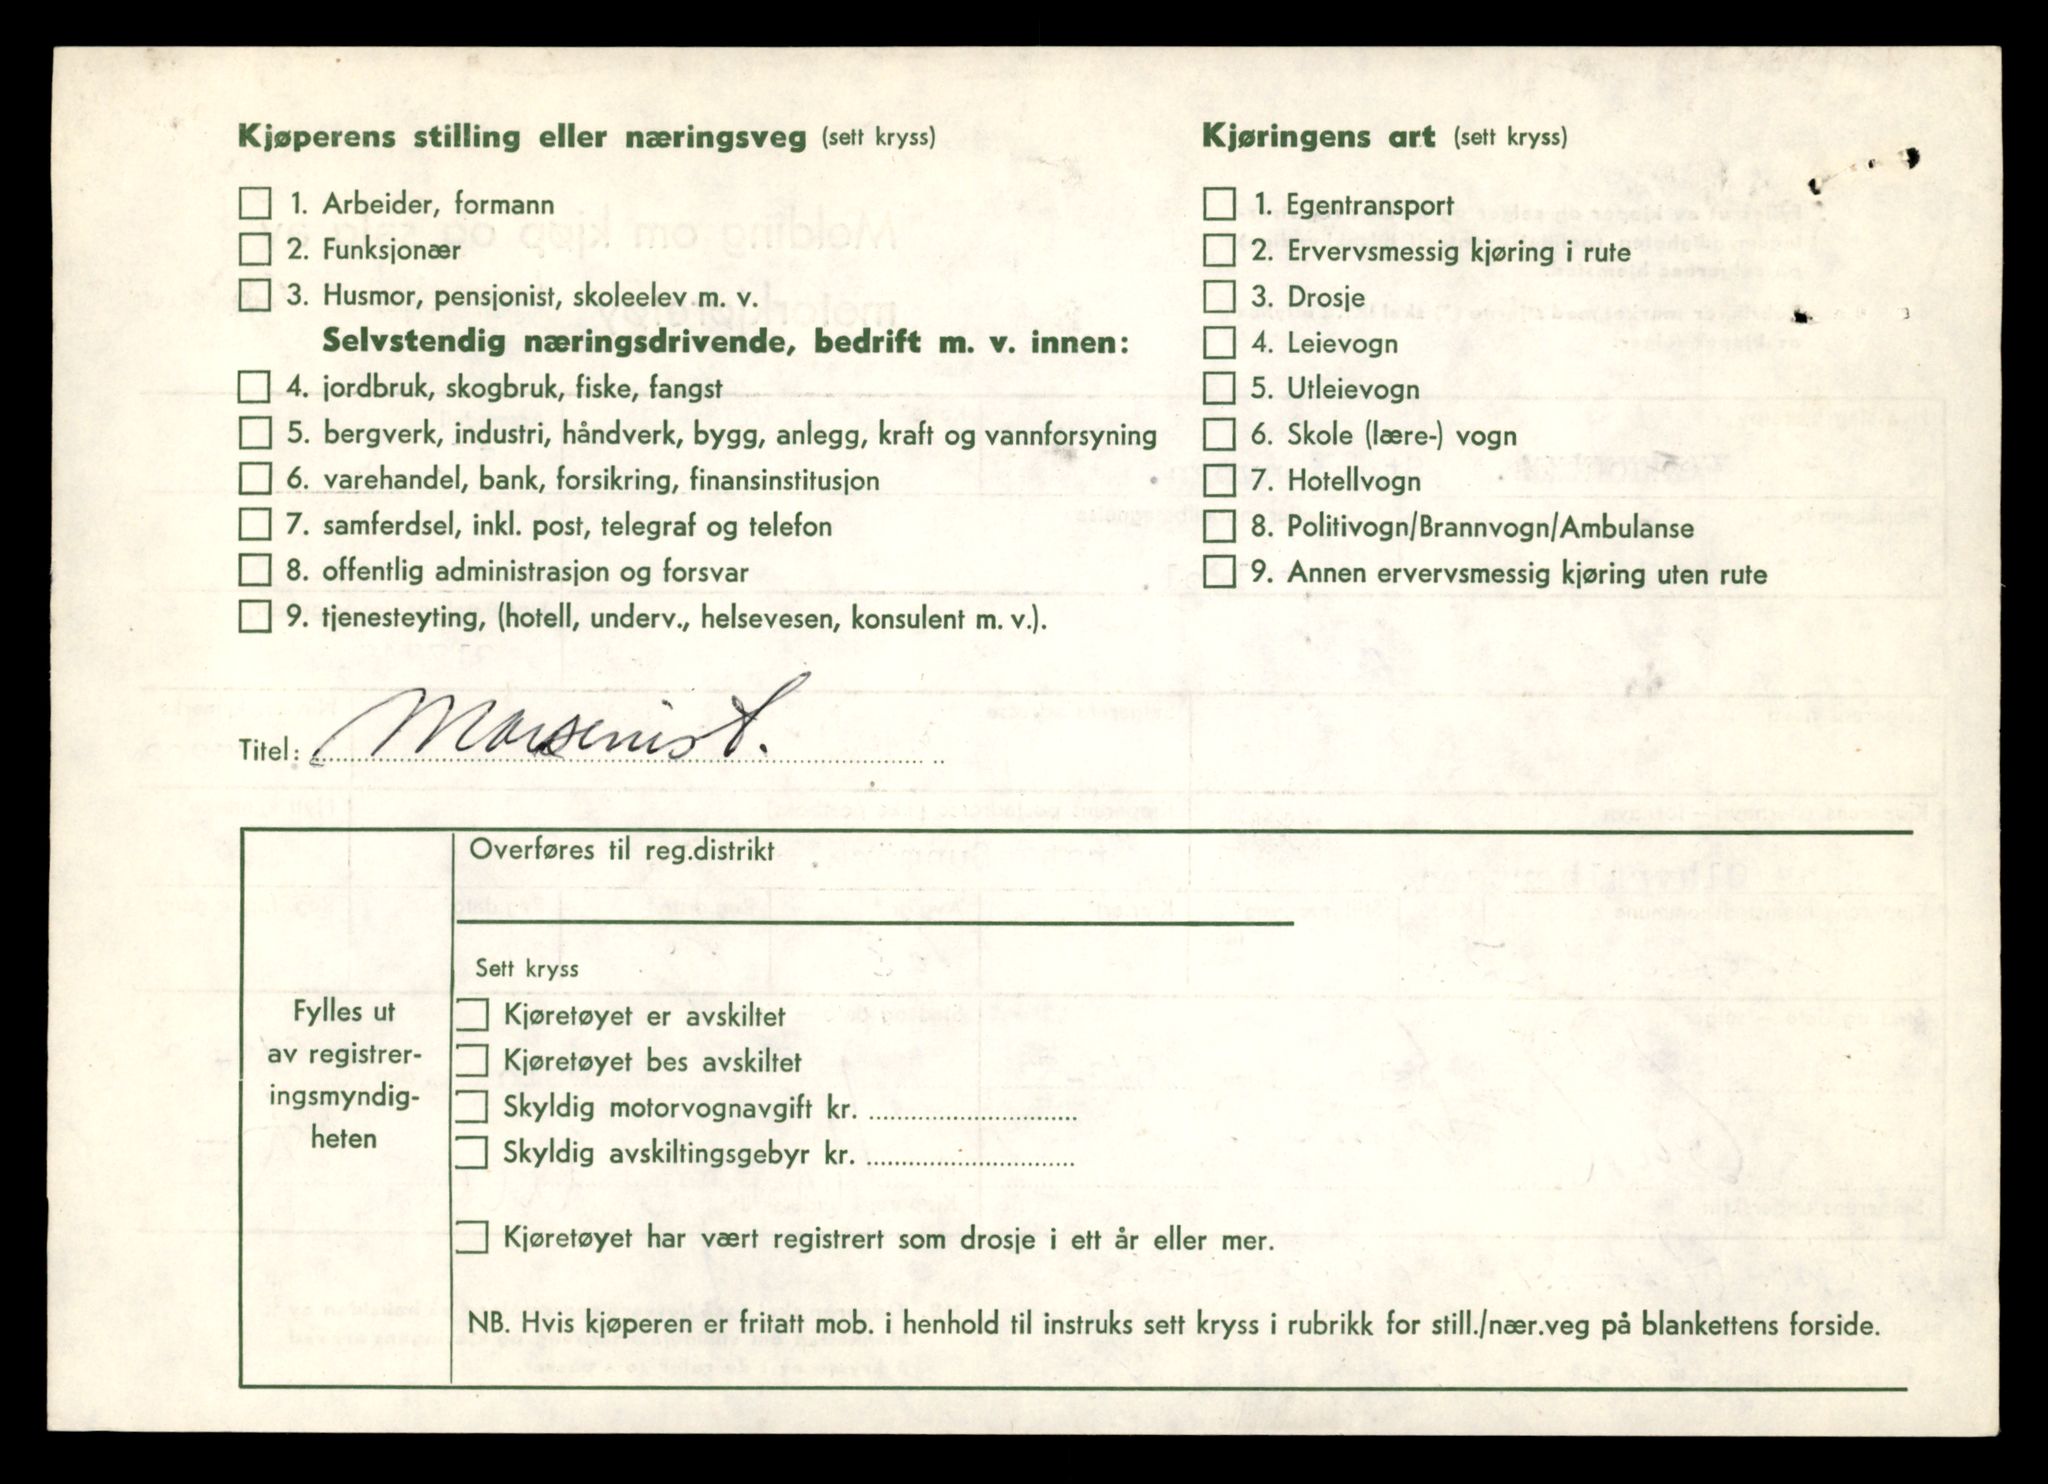 Kjøperens stilling eller næringsveg (sett kryss)
1. Arbeider, formann
2. Funksjonær
3. Husmor, pensjonist, skoleelev m. v.
Selvstendig næringsdrivende, bedrift m. v. innen:
4. jordbruk, skogbruk, fiske, fangst
5. bergverk, industri, håndverk, bygg, anlegg, kraft og vannforsyning
6. varehandel, bank, forsikring, finansinstitusjon
7. samferdsel, inkl. post, telegraf og telefon
8. offentlig administrasjon og forsvar
9. tjenesteyting, (hotell, underv., helsevesen, konsulent m. v.).
Kjøringens art (sett kryss)
1. Egentransport
2. Ervervsmessig kjøring i rute
3. Drosje
4. Leievogn
5. Utleievogn
6. Skole (lære-) vogn
7. Hotellvogn
8. Politivogn/Brannvogn/Ambulanse
9. Annen ervervsmessig kjøring uten rute
Titel:
Fylles ut
av registrer-
ingsmyndig-
heten
Overføres til reg.distrikt
Sett kryss
Kjøretøyet er avskiltet
Kjøretøyet bes avskiltet
Skyldig motorvognavgift kr.
Skyldig avskiltingsgebyr kr.
Kjøretøyet har vært registrert som drosje i ett år eller mer.
NB. Hvis kjøperen er fritatt mob. i henhold til instruks sett kryss i rubrikk for still./nær.veg på blankettens forside.